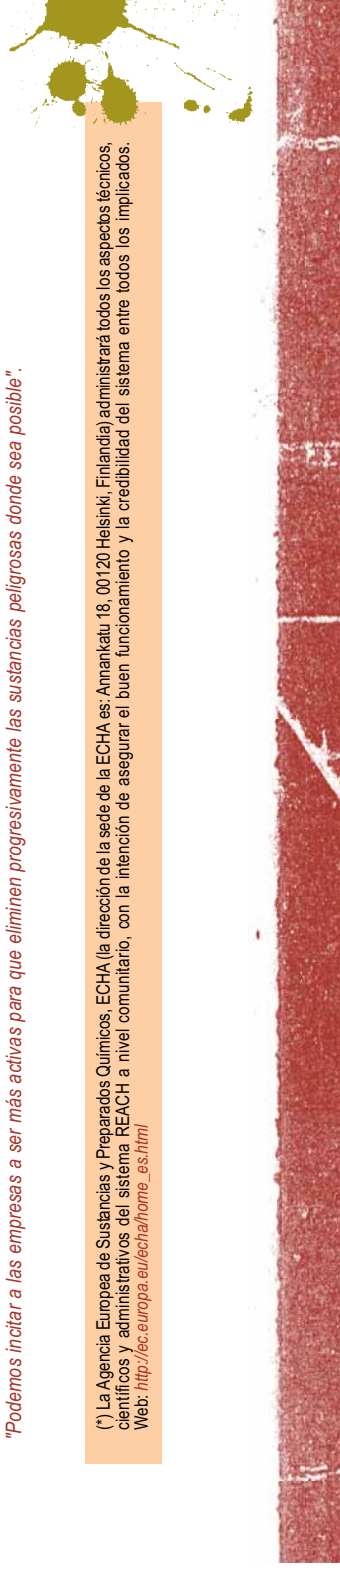 "Podemos incitar a las empresas a ser más activas para que eliminen progresivamente las sustancias peligrosas donde sea posible".
(*) La Agencia Europea de Sustancias y Preparados Químicos, ECHA (la dirección de la sede de la ECHA es: Annankatu 18, 00120 Helsinki, Finlandia) administrará todos los aspectos técnicos,
científicos y administrativos del sistema REACH a nivel comunitario, con la intención de asegurar el buen funcionamiento y la credibilidad del sistema entre todos los implicados.
Web: http://ec.europa.eu/echa/home_es.html